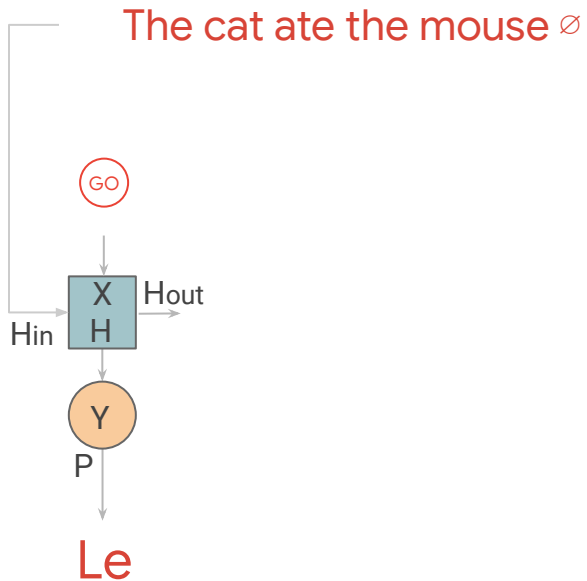 The cat ate the mouse ∅
GO
X
Hout
H
Hin
Y
P
Le